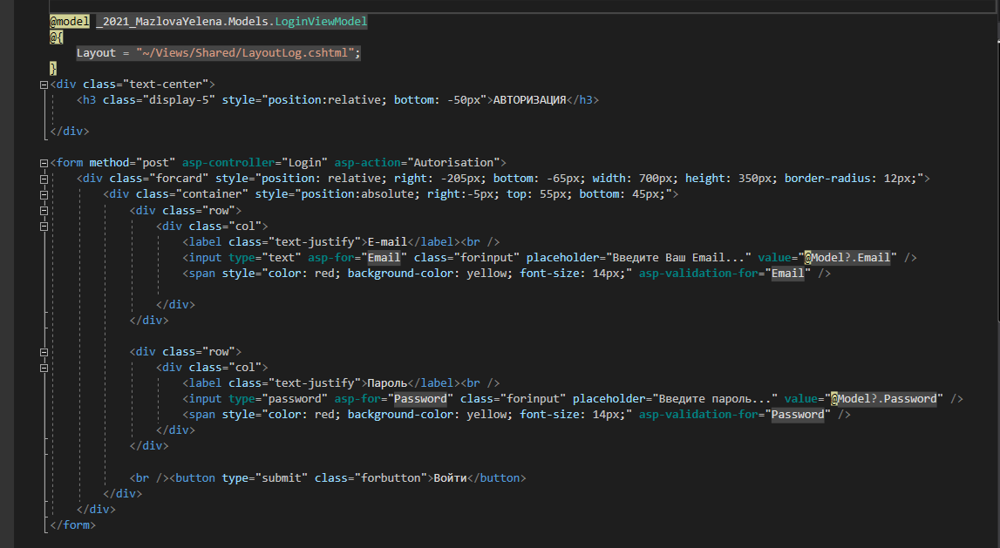 @model _2021_MazlovaYelena.Models.LoginViewModel
@{
Layout = "~/Views/Shared/LayoutLog.cshtml";
}
<div class="text-center">
<h3 class="display-5" style="position:relative; bottom: -50px">АВТОРИЗАЦИЯ</h3>
</div>
<form method="post" asp-controller="Login" asp-action="Autorisation">
<div class="forcard" style="position: relative; right: -205px; bottom: -65px; width: 700px; height: 350px; border-radius: 12px;">
<div class="container" style="position:absolute; right:-5px; top: 55px; bottom: 45px;">
<div class="row">
<div class="col">
<label class="text-justify">E-mail</label><br />
<input type="text" asp-for="Email" class="forinput" placeholder="Введите Ваш Email..." value="@Model?.Email" />
<span style="color: red; background-color: yellow; font-size: 14px;" asp-validation-for="Email" />
</div>
</div>
<div class="row">
<div class="col">
<label class="text-justify">Пароль</label><br />
<input type="password" asp-for="Password" class="forinput" placeholder="Введите пароль..." value="@Model?.Password" />
<span style="color: red; background-color: yellow; font-size: 14px;" asp-validation-for="Password" />
</div>
</div>
<br /><button type="submit" class="forbutton">Войти</button>
</div>
</div>
</form>